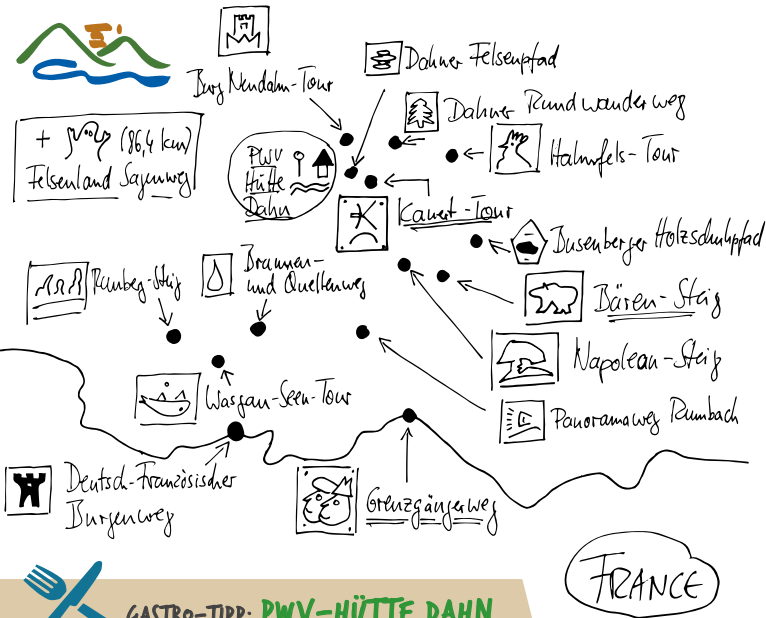 Burg Neudahn-Tour
Dahner Felsenpfad
Dahner Rundwanderweg
Hahnfels-Tour
+ (86,4 km)
Felsenland Sagenweg
PWV
Hütte
Dahn
Kauert-Tour
Busenberger Holzschuhpfad
Rumberg-Steig
Brunnen-
und Quellenweg
Bären-Steig
Napoleon-Steig
Wasgau-Seen-Tour
Panoramaweg Rumbach
Deutsch-Französischer
Burgenweg
Grenzgängerweg
FRANCE
GASTRO-TIPP: PWV-HÜTTE DAHN